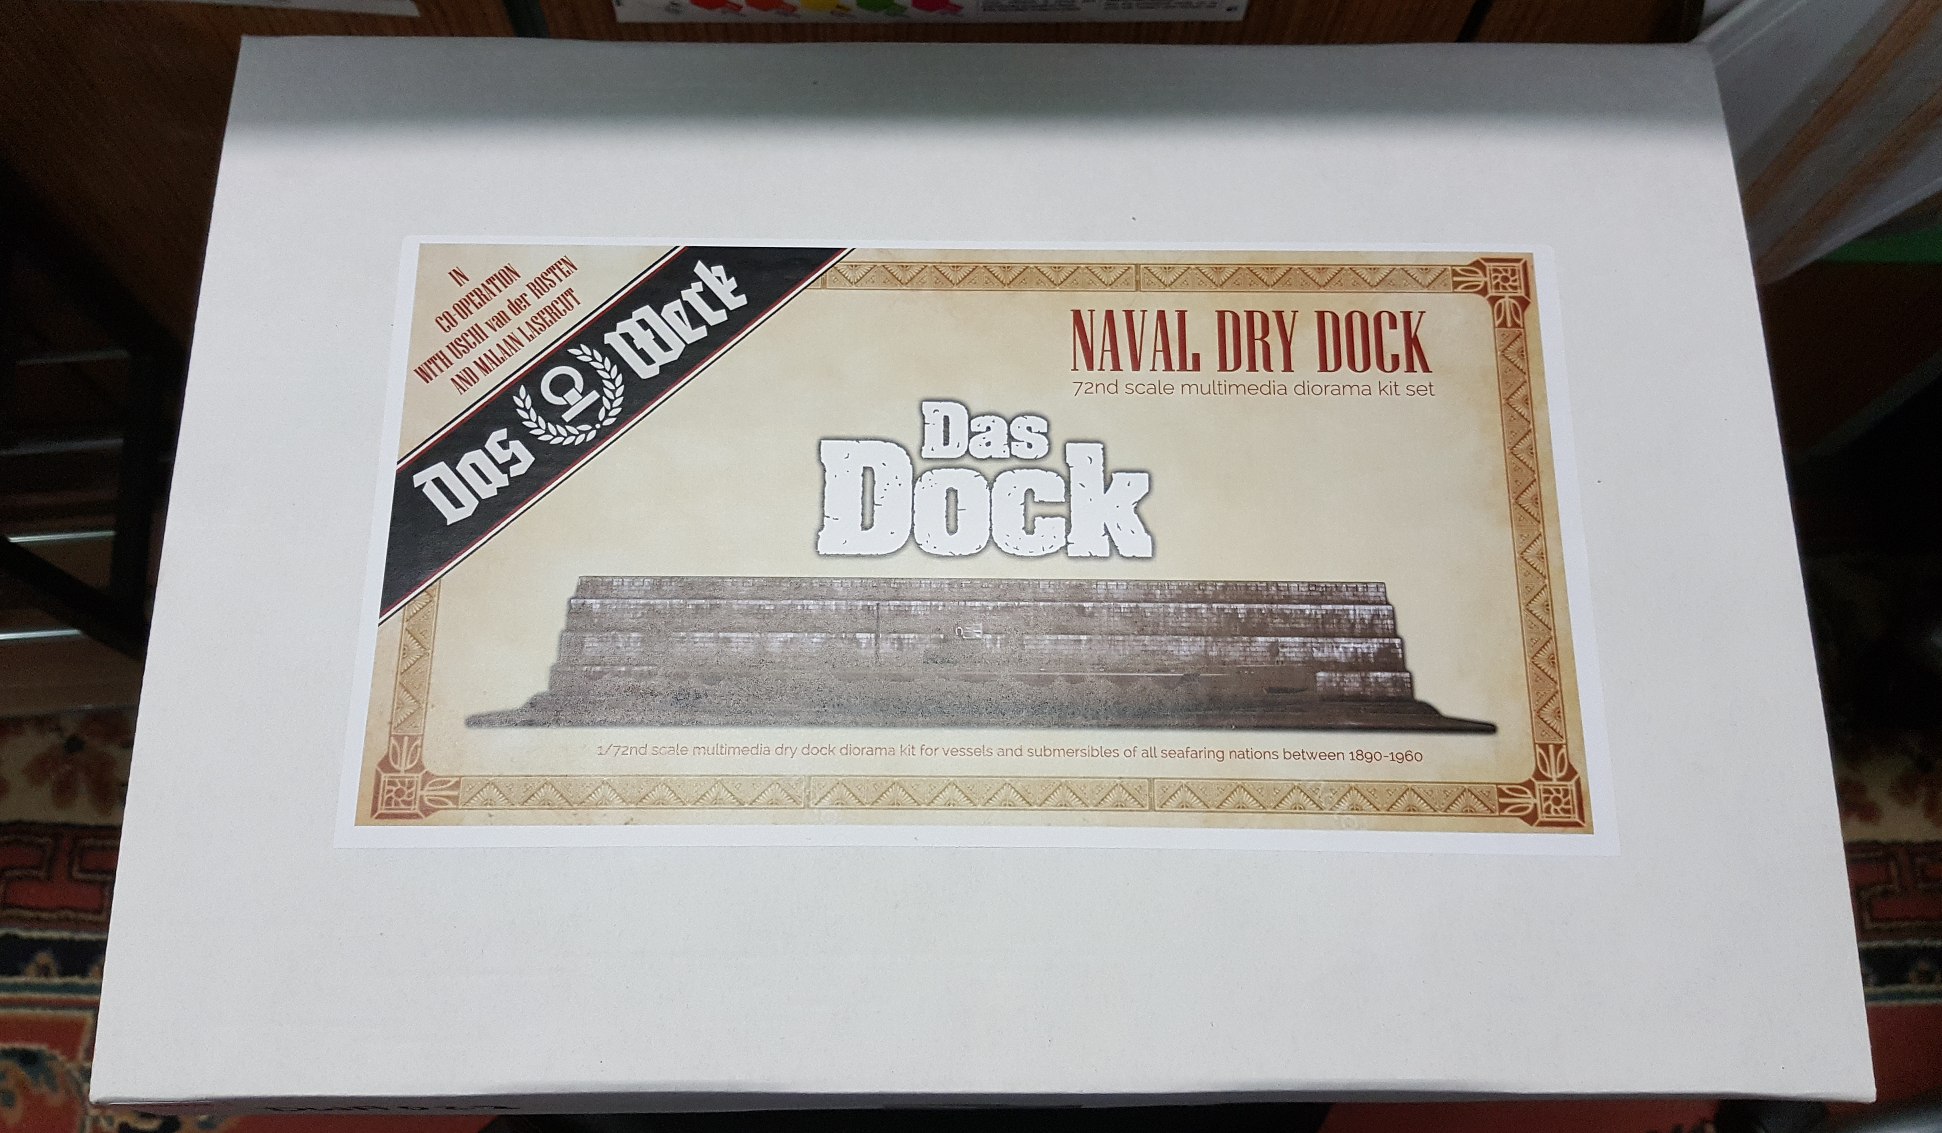 IN
CO-OPERATION
WITH USCHI van der ROSTEN
AND MALAAN LASERCUT
Das Werk
NAVAL DRY DOCK
72nd scale multimedia diorama kit set
Das
Dock
1/72nd scale multimedia dry dock diorama kit for vessels and submersibles of all seafaring nations between 1890-1960